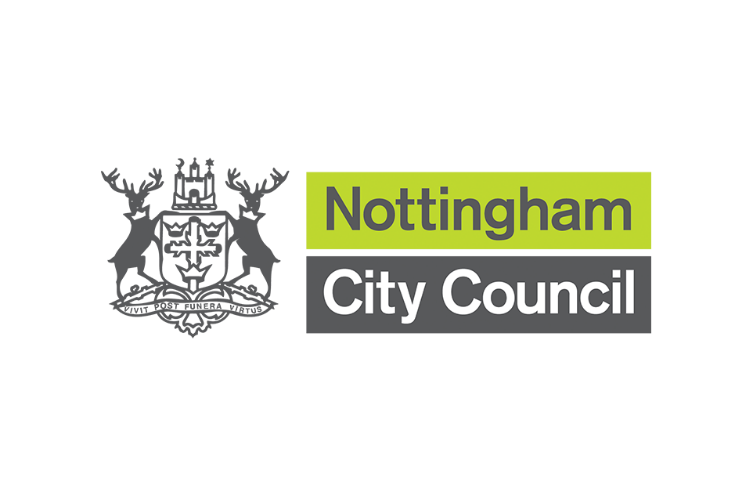 VIVIT POST FUNERA VIRTUS
Nottingham
City Council